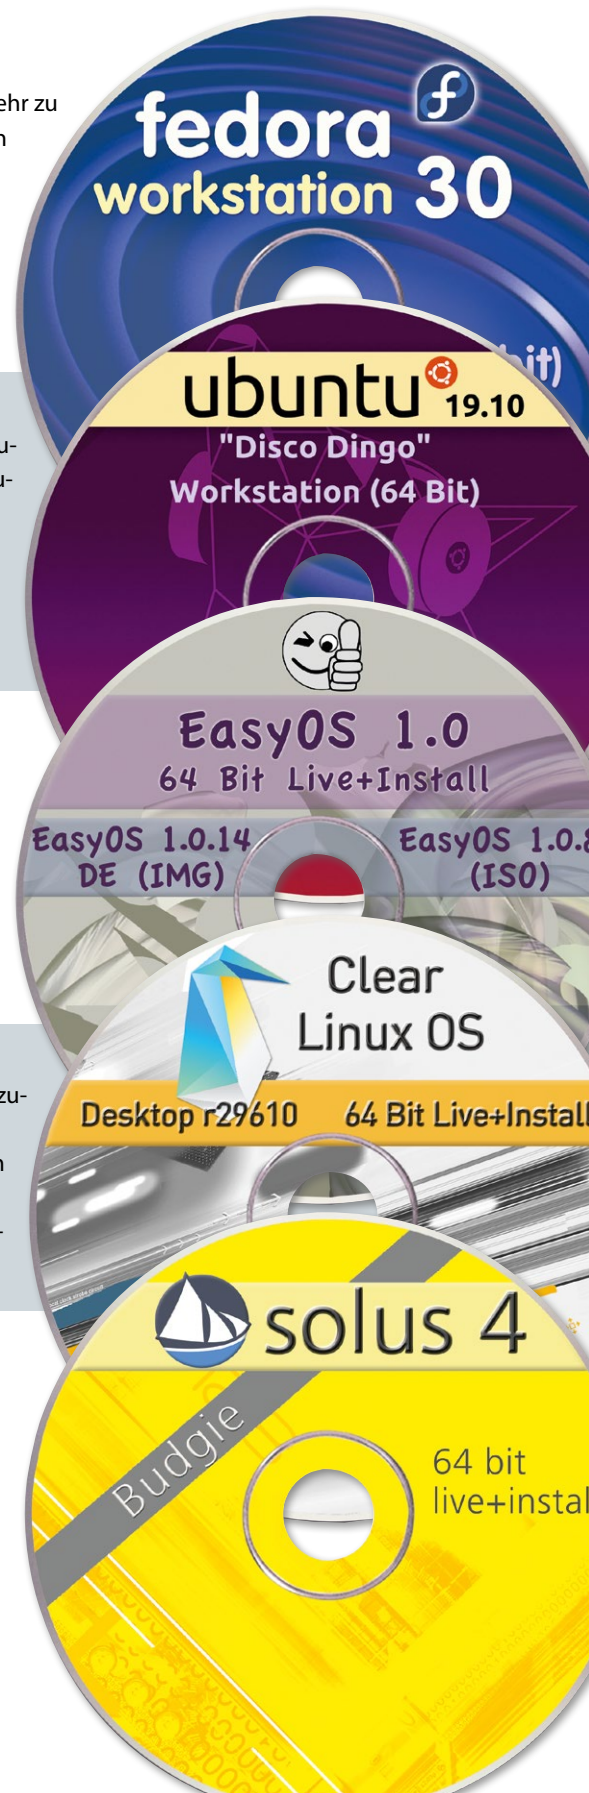 ehr zu
n
fedora
workstation 30
bit)
ubuntu 19.10
"Disco Dingo"
Workstation (64 Bit)
u-
u-
EasyOS 1.0
64 Bit Live+Install
EasyOS 1.0.14
DE (IMG)
EasyOS 1.0.8
(ISO)
Clear
Linux OS
zu-
Desktop r29610 64 Bit Live+Install
n
-
solus 4
Budgie
64 bit
live+instal